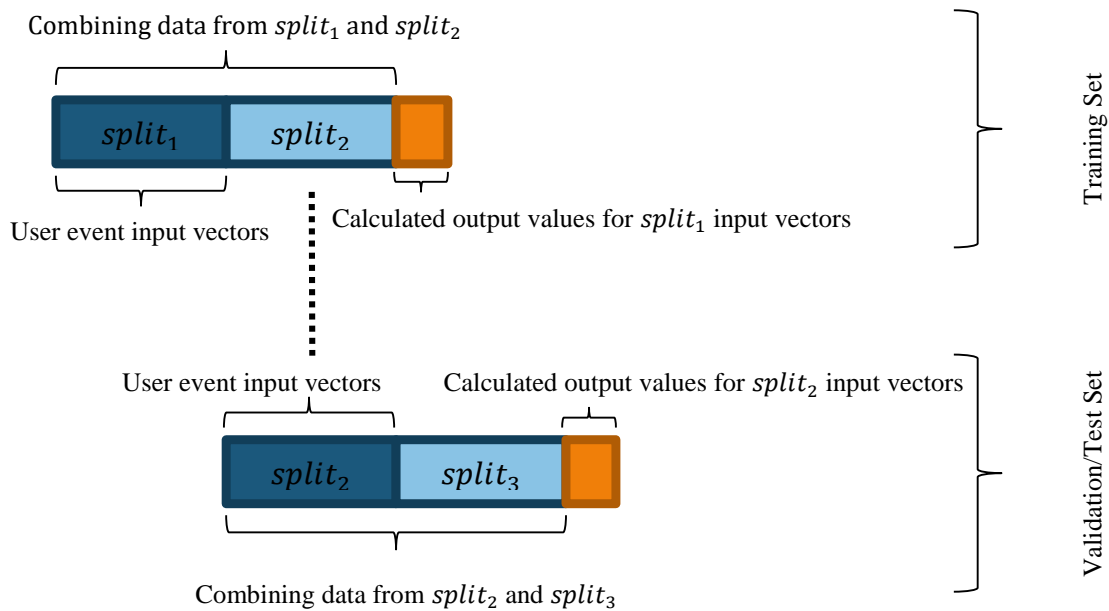 Combining data from split₁ and split₂
split₁
split₂
User event input vectors
Calculated output values for split₁ input vectors
Training Set
User event input vectors
Calculated output values for split₂ input vectors
split₂
split₃
Combining data from split₂ and split₃
Validation/Test Set